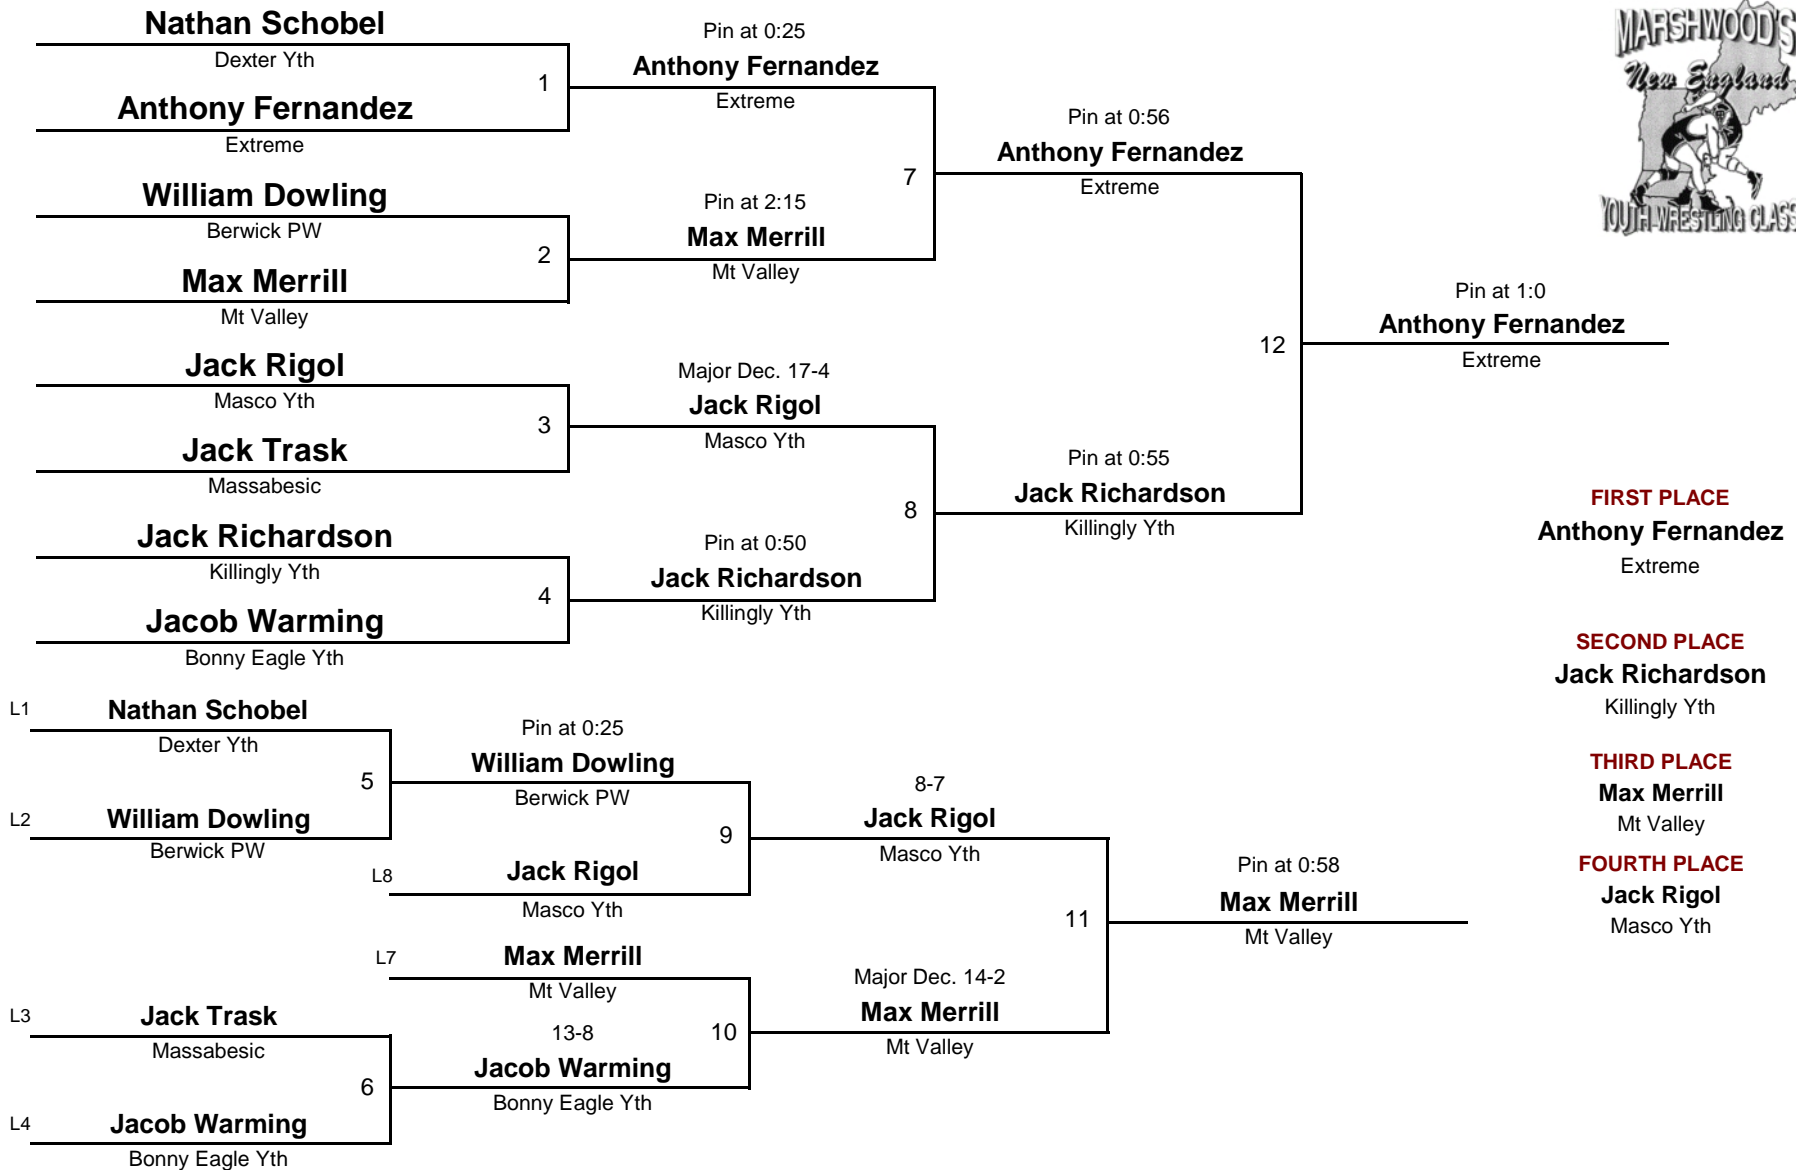 Nathan Schobel
Dexter Yth
1
Anthony Fernandez
Extreme
William Dowling
Berwick PW
2
Max Merrill
Mt Valley
Jack Rigol
Masco Yth
3
Jack Trask
Massabesic
Jack Richardson
Killingly Yth
4
Jacob Warming
Bonny Eagle Yth
Pin at 0:25
Anthony Fernandez
Extreme
7
Pin at 2:15
Max Merrill
Mt Valley
Major Dec. 17-4
Jack Rigol
Masco Yth
8
Pin at 0:50
Jack Richardson
Killingly Yth
Pin at 0:56
Anthony Fernandez
Extreme
12
Pin at 0:55
Jack Richardson
Killingly Yth
Pin at 1:0
Anthony Fernandez
Extreme
MARSHWOOD'S
New England
YOUTH WRESTLING CLASS
FIRST PLACE
Anthony Fernandez
Extreme
SECOND PLACE
Jack Richardson
Killingly Yth
THIRD PLACE
Max Merrill
Mt Valley
FOURTH PLACE
Jack Rigol
Masco Yth
L1 Nathan Schobel
Dexter Yth
5
L2 William Dowling
Berwick PW
L3 Jack Trask
Massabesic
6
L4 Jacob Warming
Bonny Eagle Yth
Pin at 0:25
William Dowling
Berwick PW
9
L8 Jack Rigol
Masco Yth
L7 Max Merrill
Mt Valley
13-8 10
Jacob Warming
Bonny Eagle Yth
8-7
Jack Rigol
Masco Yth
11
Major Dec. 14-2
Max Merrill
Mt Valley
Pin at 0:58
Max Merrill
Mt Valley